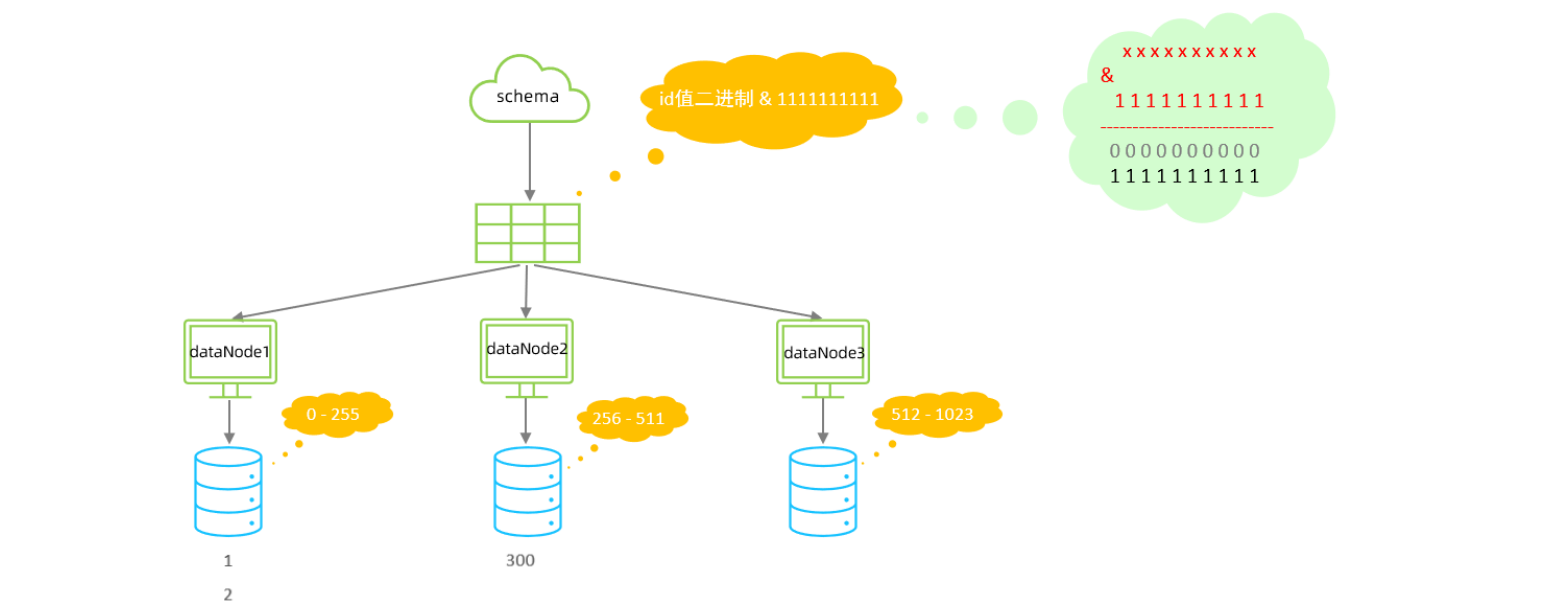 x x x x x x x x x x
&
1 1 1 1 1 1 1 1 1 1
---------------------------
0 0 0 0 0 0 0 0 0 0
1 1 1 1 1 1 1 1 1 1
schema
id值二进制 & 1111111111
dataNode1
dataNode2
dataNode3
0 - 255
256 - 511
512 - 1023
1
300
2